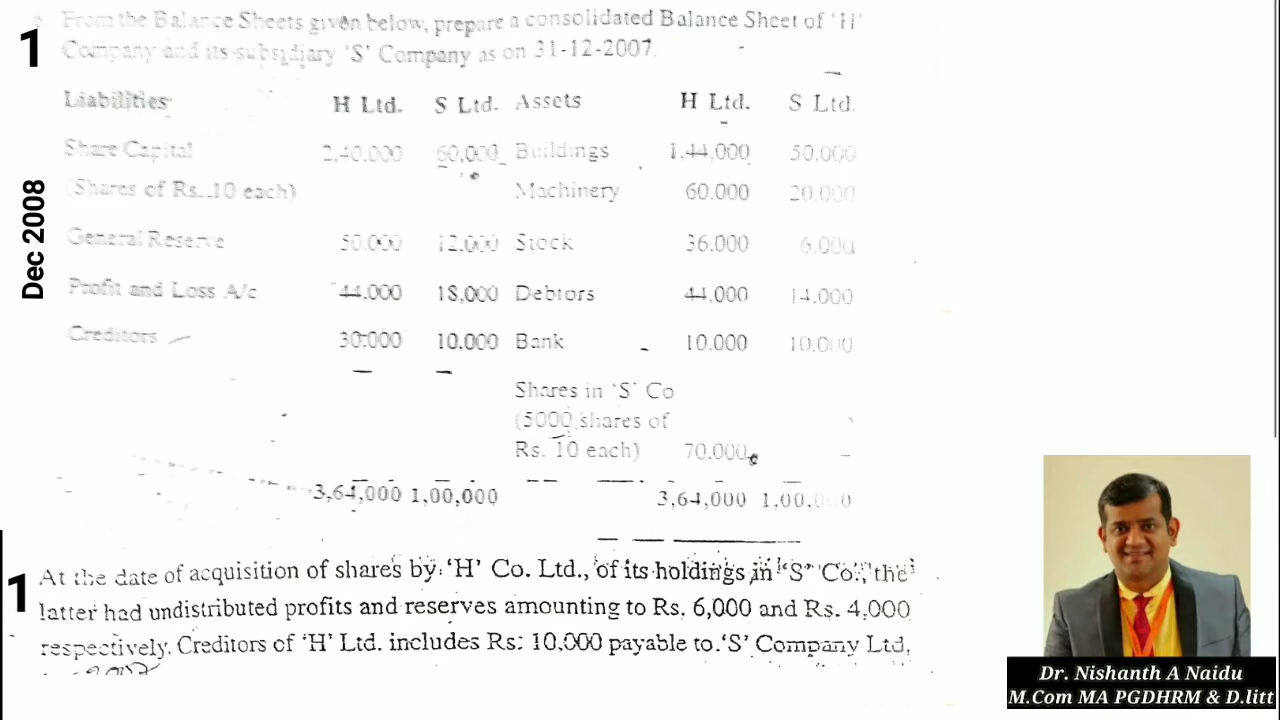 1
From the Balance Sheets given below, prepare a consolidated Balance Sheet of 'H'
Company and its subsidiary 'S' Company as on 31-12-2007.
Dec 2008
Liabilities H Ltd. S Ltd. Assets H Ltd. S Ltd.
Share Capital 2,40,000 60,000 Buildings 1,44,000 50,000
(Shares of Rs. 10 each) Machinery 60,000 20,000
General Reserve 50,000 12,000 Stock 36,000 6,000
Profit and Loss A/c 44,000 18,000 Debtors 44,000 14,000
Creditors 30,000 10,000 Bank 10,000 10,000
Shares in 'S' Co
(5000 shares of
Rs. 10 each) 70,000 –
3,64,000 1,00,000 3,64,000 1,00,000
1
At the date of acquisition of shares by 'H' Co. Ltd., of its holdings in 'S' Co., the
latter had undistributed profits and reserves amounting to Rs. 6,000 and Rs. 4,000
respectively. Creditors of 'H' Ltd. includes Rs: 10,000 payable to 'S' Company Ltd,
Dr. Nishanth A Naidu
M.Com MA PGDHRM & D.litt